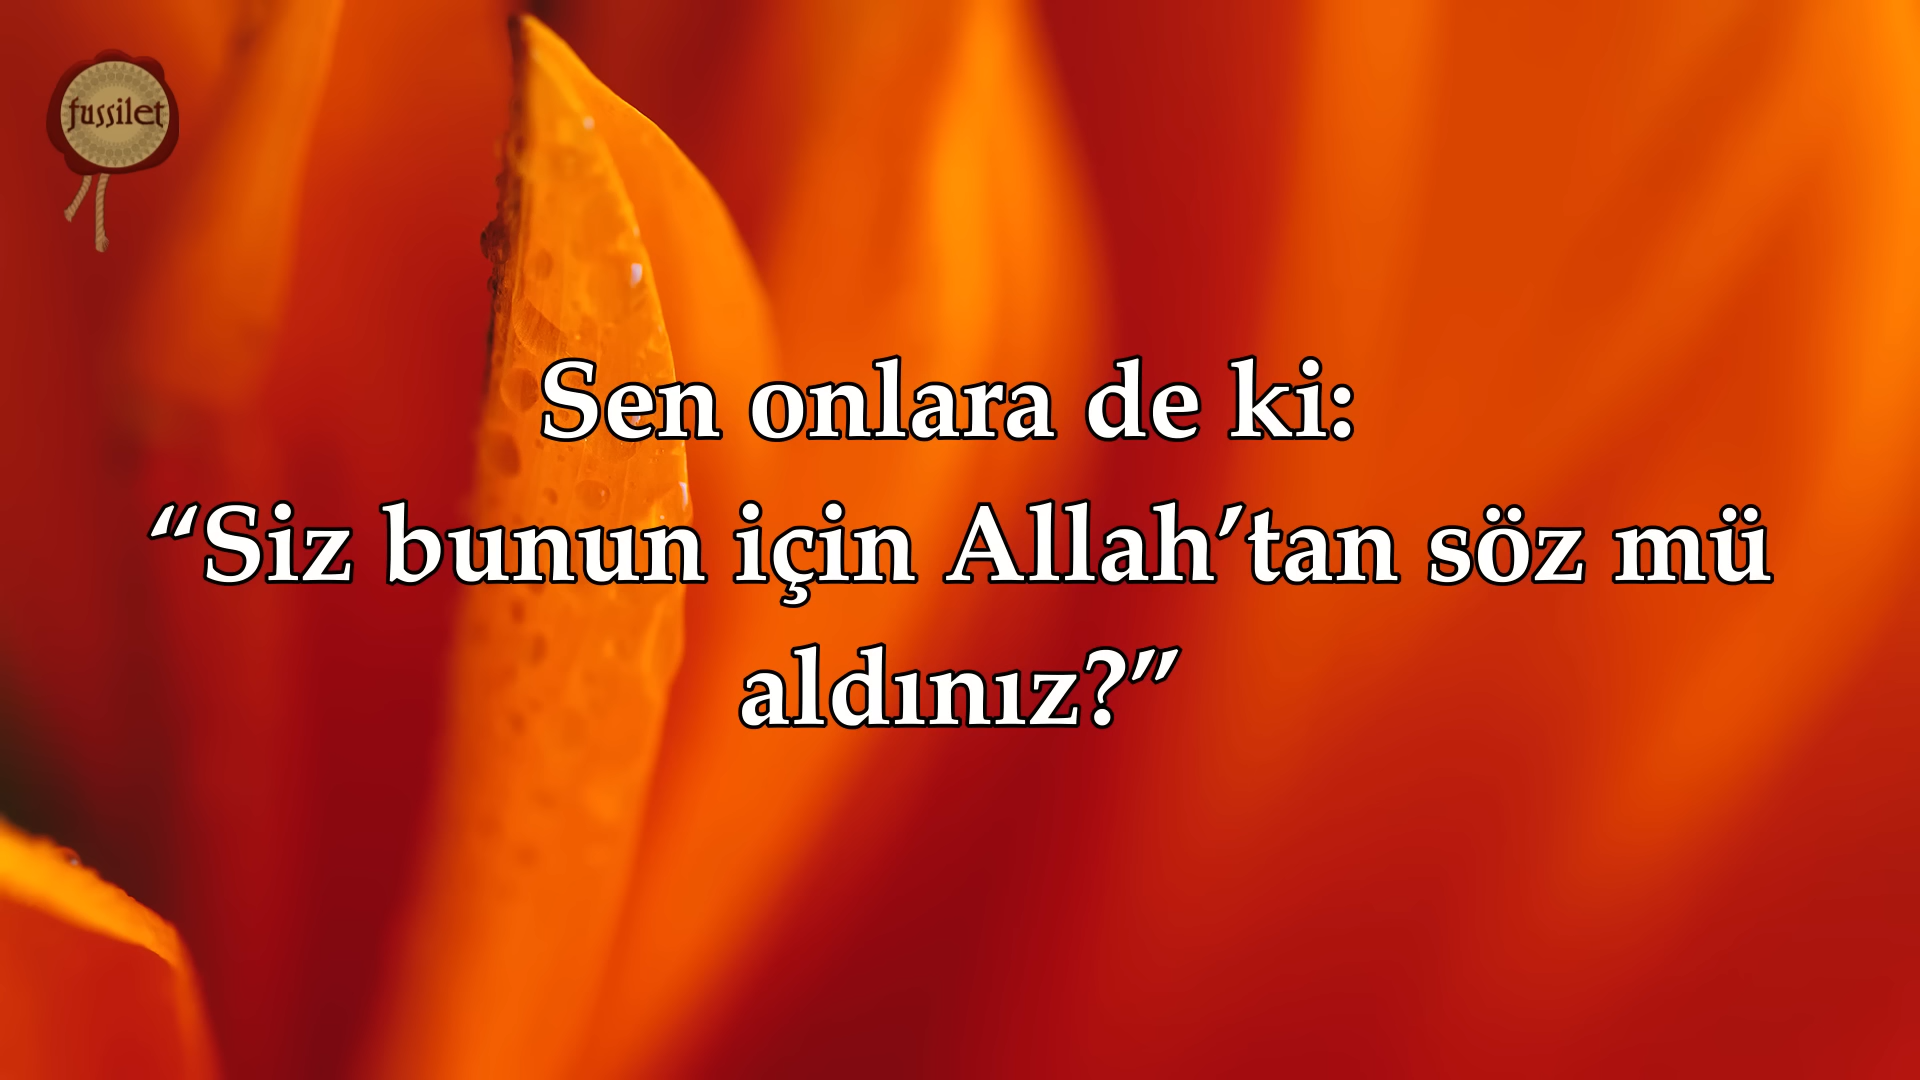 fussilet
Sen onlara de ki:
“Siz bunun için Allah’tan söz mü
aldınız?”